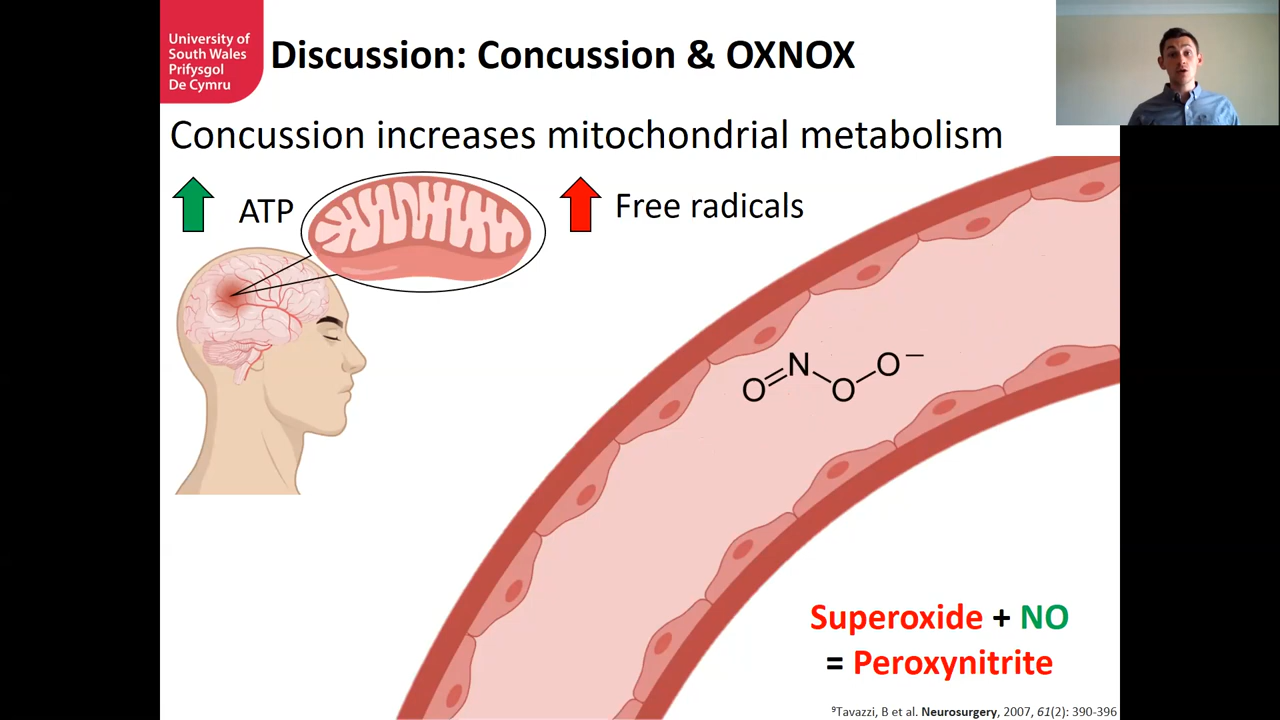 University of
South Wales
Prifysgol
De Cymru
Discussion: Concussion & OXNOX
Concussion increases mitochondrial metabolism
ATP
Free radicals
O=N-O-O⁻
Superoxide + NO
= Peroxynitrite
⁹Tavazzi, B et al. Neurosurgery, 2007, 61(2): 390-396